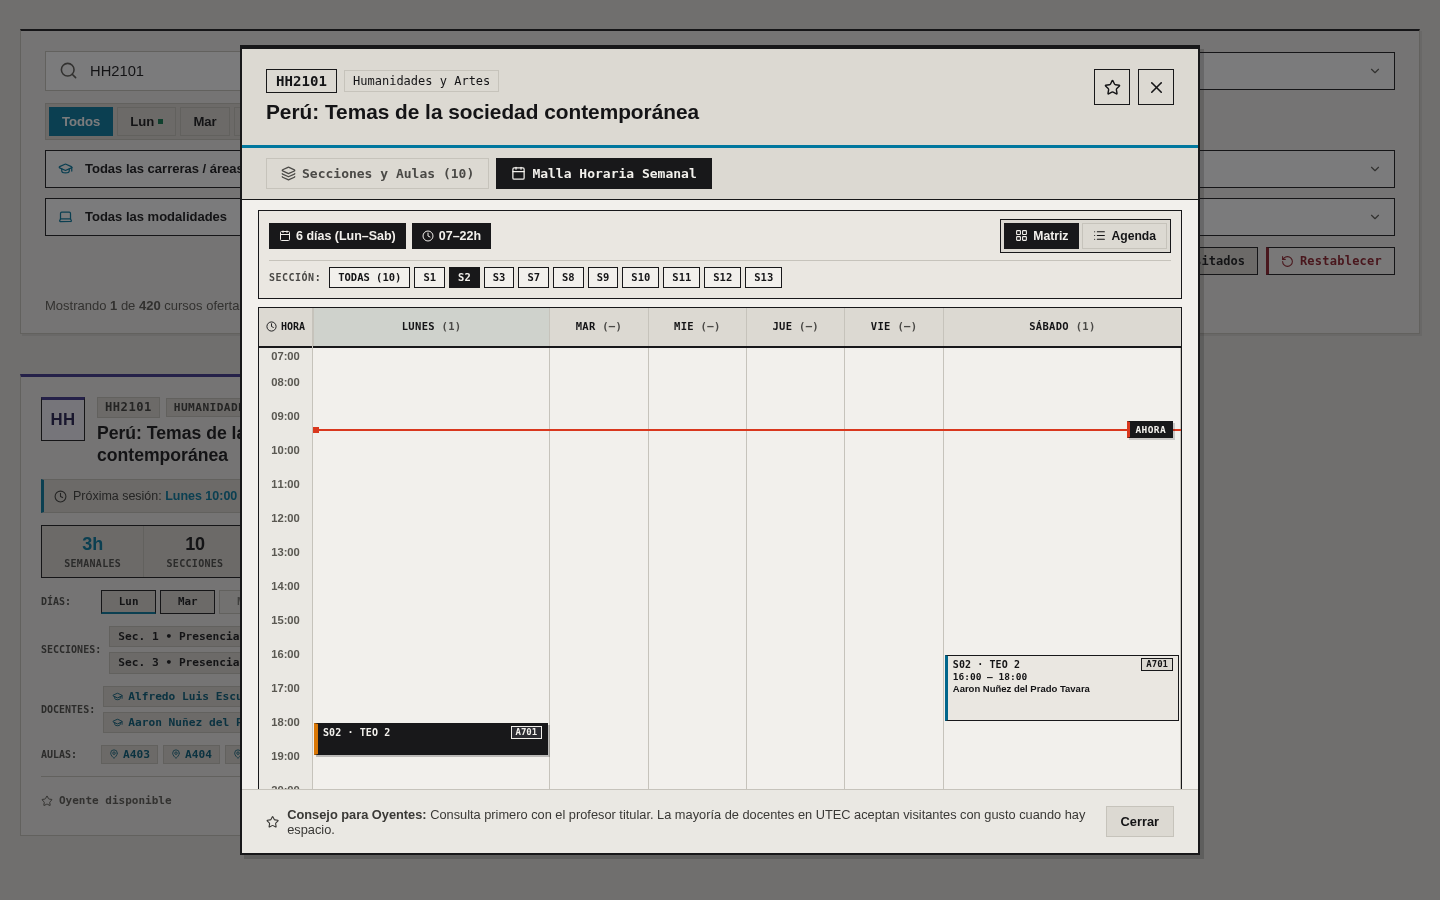 HH2101
Todos
Lun
Mar
Todas las carreras / áreas
Todas las modalidades
Restablecer
Mostrando 1 de 420 cursos oferta
HH
HH2101
HUMANIDAD
Perú: Temas de la
contemporánea
Próxima sesión: Lunes 10:00
3h
SEMANALES
10
SECCIONES
DÍAS:
Lun
Mar
SECCIONES:
Sec. 1 • Presencia
Sec. 3 • Presencia
DOCENTES:
Alfredo Luis Escu
Aaron Nuñez del P
AULAS:
A403
A404
Oyente disponible
HH2101
Humanidades y Artes
Perú: Temas de la sociedad contemporánea
Secciones y Aulas (10)
Malla Horaria Semanal
6 días (Lun–Sab)
07–22h
Matriz
Agenda
SECCIÓN:
TODAS (10)
S1
S2
S3
S7
S8
S9
S10
S11
S12
S13
HORA
LUNES (1)
MAR (—)
MIE (—)
JUE (—)
VIE (—)
SÁBADO (1)
07:00
08:00
09:00
AHORA
10:00
11:00
12:00
13:00
14:00
15:00
16:00
S02 · TEO 2
A701
16:00 – 18:00
Aaron Nuñez del Prado Tavara
17:00
18:00
S02 · TEO 2
A701
19:00
Consejo para Oyentes: Consulta primero con el profesor titular. La mayoría de docentes en UTEC aceptan visitantes con gusto cuando hay
espacio.
Cerrar